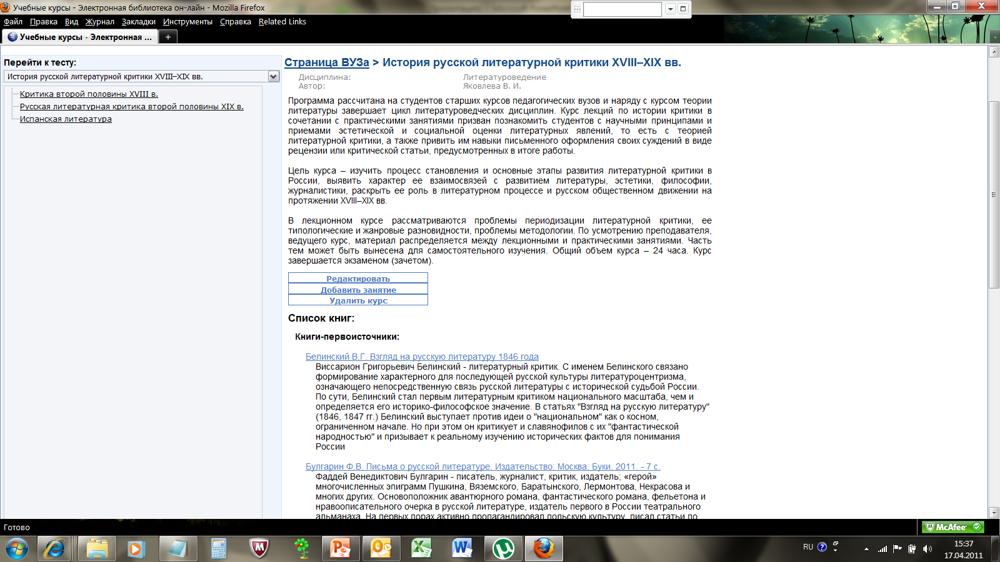 Учебные курсы - Электронная библиотека он-лайн - Mozilla Firefox
Файл Правка Вид Журнал Закладки Инструменты Справка Related Links
Учебные курсы - Электронная ...
Перейти к тесту:
История русской литературной критики XVIII–XIX вв.
Критика второй половины XVIII в.
Русская литературная критика второй половины XIX в.
Испанская литература
Страница ВУЗа > История русской литературной критики XVIII–XIX вв.
Дисциплина: Литературоведение
Автор: Яковлева В. И.
Программа рассчитана на студентов старших курсов педагогических вузов и наряду с курсом теории
литературы завершает цикл литературоведческих дисциплин. Курс лекций по истории критики в
сочетании с практическими занятиями призван познакомить студентов с научными принципами и
приемами эстетической и социальной оценки литературных явлений, то есть с теорией
литературной критики, а также привить им навыки письменного оформления своих суждений в виде
рецензии или критической статьи, предусмотренных в итоге работы.
Цель курса – изучить процесс становления и основные этапы развития литературной критики в
России, выявить характер ее взаимосвязей с развитием литературы, эстетики, философии,
журналистики, раскрыть ее роль в литературном процессе и русском общественном движении на
протяжении XVIII–XIX вв.
В лекционном курсе рассматриваются проблемы периодизации литературной критики, ее
типологические и жанровые разновидности, проблемы методологии. По усмотрению преподавателя,
ведущего курс, материал распределяется между лекционными и практическими занятиями. Часть
тем может быть вынесена для самостоятельного изучения. Общий объем курса – 24 часа. Курс
завершается экзаменом (зачетом).
Редактировать
Добавить занятие
Удалить курс
Список книг:
Книги-первоисточники:
Белинский В.Г. Взгляд на русскую литературу 1846 года
Виссарион Григорьевич Белинский - литературный критик. С именем Белинского связано
формирование характерного для последующей русской культуры литературоцентризма,
означающего непосредственную связь русской литературы с исторической судьбой России.
По сути, Белинский стал первым литературным критиком национального масштаба, чем и
определяется его историко-философское значение. В статьях "Взгляд на русскую литературу"
(1846, 1847 гг.) Белинский выступает против идеи о "национальном" как о косном,
ограниченном начале. Но при этом он критикует и славянофилов с их "фантастической
народностью" и призывает к реальному изучению исторических фактов для понимания
России
Булгарин Ф.В. Письма о русской литературе. Издательство: Москва, Буки, 2011. - 7 с.
Фаддей Венедиктович Булгарин - писатель, журналист, критик, издатель; «герой»
многочисленных эпиграмм Пушкина, Вяземского, Баратынского, Лермонтова, Некрасова и
многих других. Основоположник авантюрного романа, фантастического романа, фельетона и
нравоописательного очерка в русской литературе, издатель первого в России театрального
альманаха. На первых порах активно пропагандировал польскую культуру, писал статьи по
Готово
McAfee
RU
15:37
17.04.2011